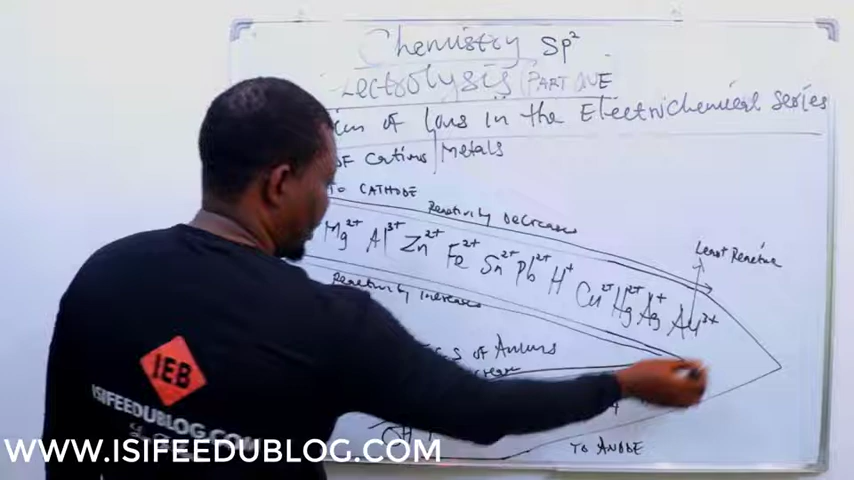 Chemistry sp²
Electrolysis (PART ONE
of Ions in the Electrochemical series
of Cations | Metals
TO CATHODE
Reactivity Decreases
Least Reactive
Mg²⁺ Al³⁺ Zn²⁺ Fe²⁺ Sn²⁺ Pb²⁺ H⁺ Cu²⁺ Hg²⁺ Ag⁺ Au³⁺
Reactivity increases
of Anions
OH
TO ANODE
IEB
ISIFEEDUBLOG.COM
WWW.ISIFEEDUBLOG.COM